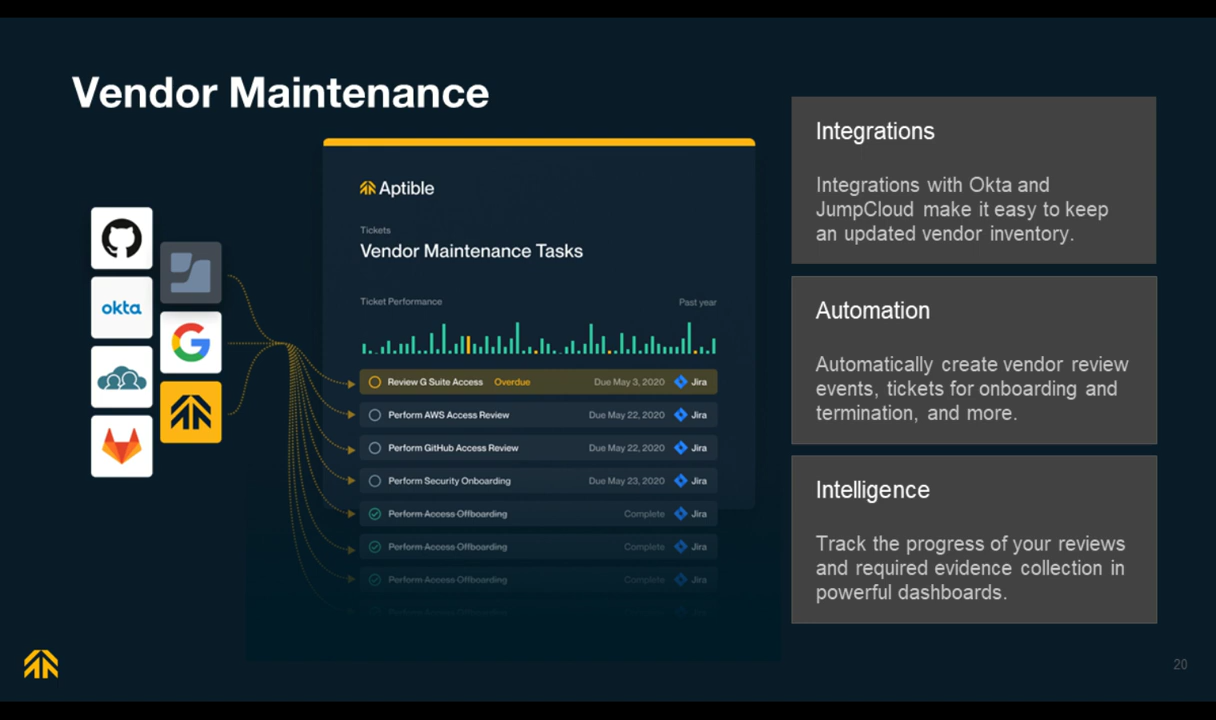 Vendor Maintenance
okta
Aptible
Tickets
Vendor Maintenance Tasks
Ticket Performance Past year
Review G Suite Access Overdue Due May 3, 2020 Jira
Perform AWS Access Review Due May 22, 2020 Jira
Perform GitHub Access Review Due May 22, 2020 Jira
Perform Security Onboarding Due May 23, 2020 Jira
Perform Access Offboarding Complete Jira
Perform Access Offboarding Complete Jira
Perform Access Offboarding Complete Jira
Integrations
Integrations with Okta and
JumpCloud make it easy to keep
an updated vendor inventory.
Automation
Automatically create vendor review
events, tickets for onboarding and
termination, and more.
Intelligence
Track the progress of your reviews
and required evidence collection in
powerful dashboards.
20